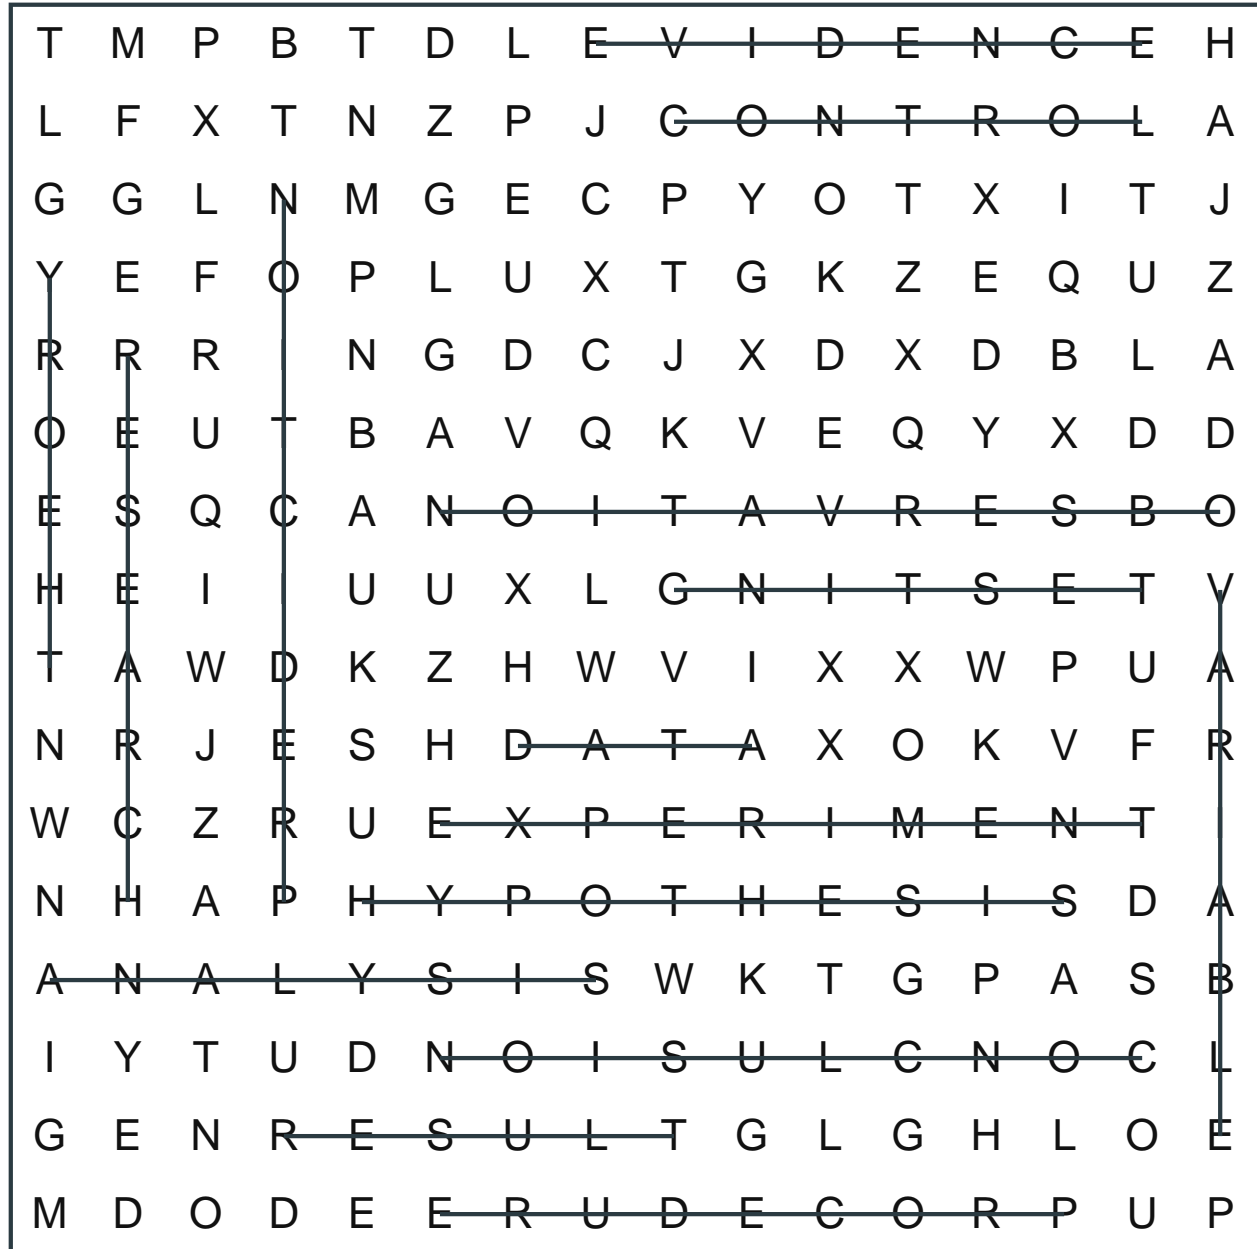 T M P B T D L E V I D E N C E H
L F X T N Z P J C O N T R O L A
G G L N M G E C P Y O T X I T J
Y E F O P L U X T G K Z E Q U Z
R R R I N G D C J X D X D B L A
O E U T B A V Q K V E Q Y X D D
E S Q C A N O I T A V R E S B O
H E I I U U X L G N I T S E T V
T A W D K Z H W V I X X W P U A
N R J E S H D A T A X O K V F R
W C Z R U E X P E R I M E N T I
N H A P H Y P O T H E S I S D A
A N A L Y S I S W K T G P A S B
I Y T U D N O I S U L C N O C L
G E N R E S U L T G L G H L O E
M D O D E E R U D E C O R P U P